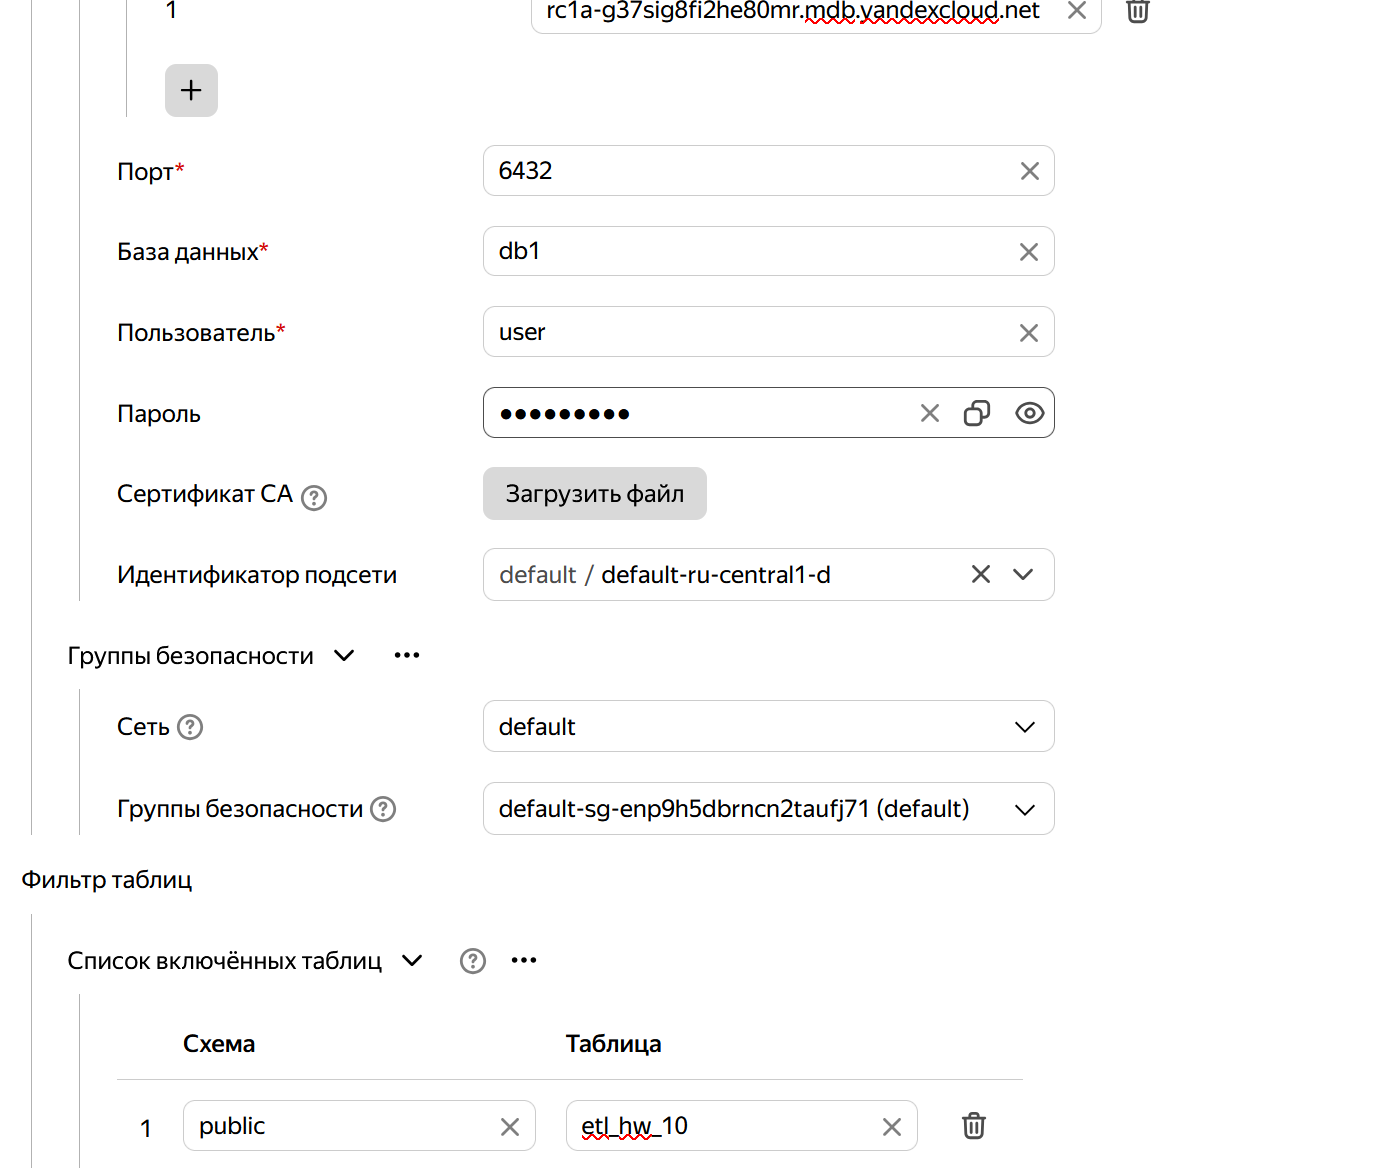 1 rc1a-g37sig8fi2he80mr.mdb.yandexcloud.net
+
Порт* 6432
База данных* db1
Пользователь* user
Пароль •••••••••
Сертификат CA ? Загрузить файл
Идентификатор подсети default / default-ru-central1-d
Группы безопасности •••
Сеть ? default
Группы безопасности ? default-sg-enp9h5dbrncn2taufj71 (default)
Фильтр таблиц
Список включённых таблиц ? •••
Схема Таблица
1 public etl_hw_10